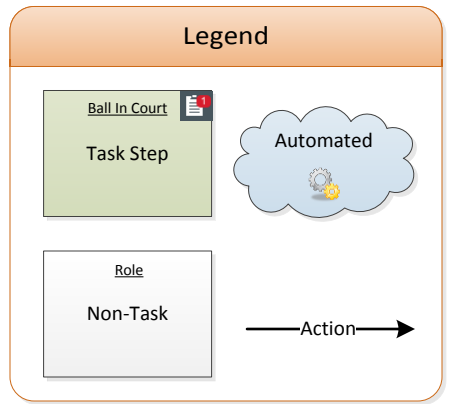 Legend
Ball In Court
1
Task Step
Automated
Role
Non-Task
Action